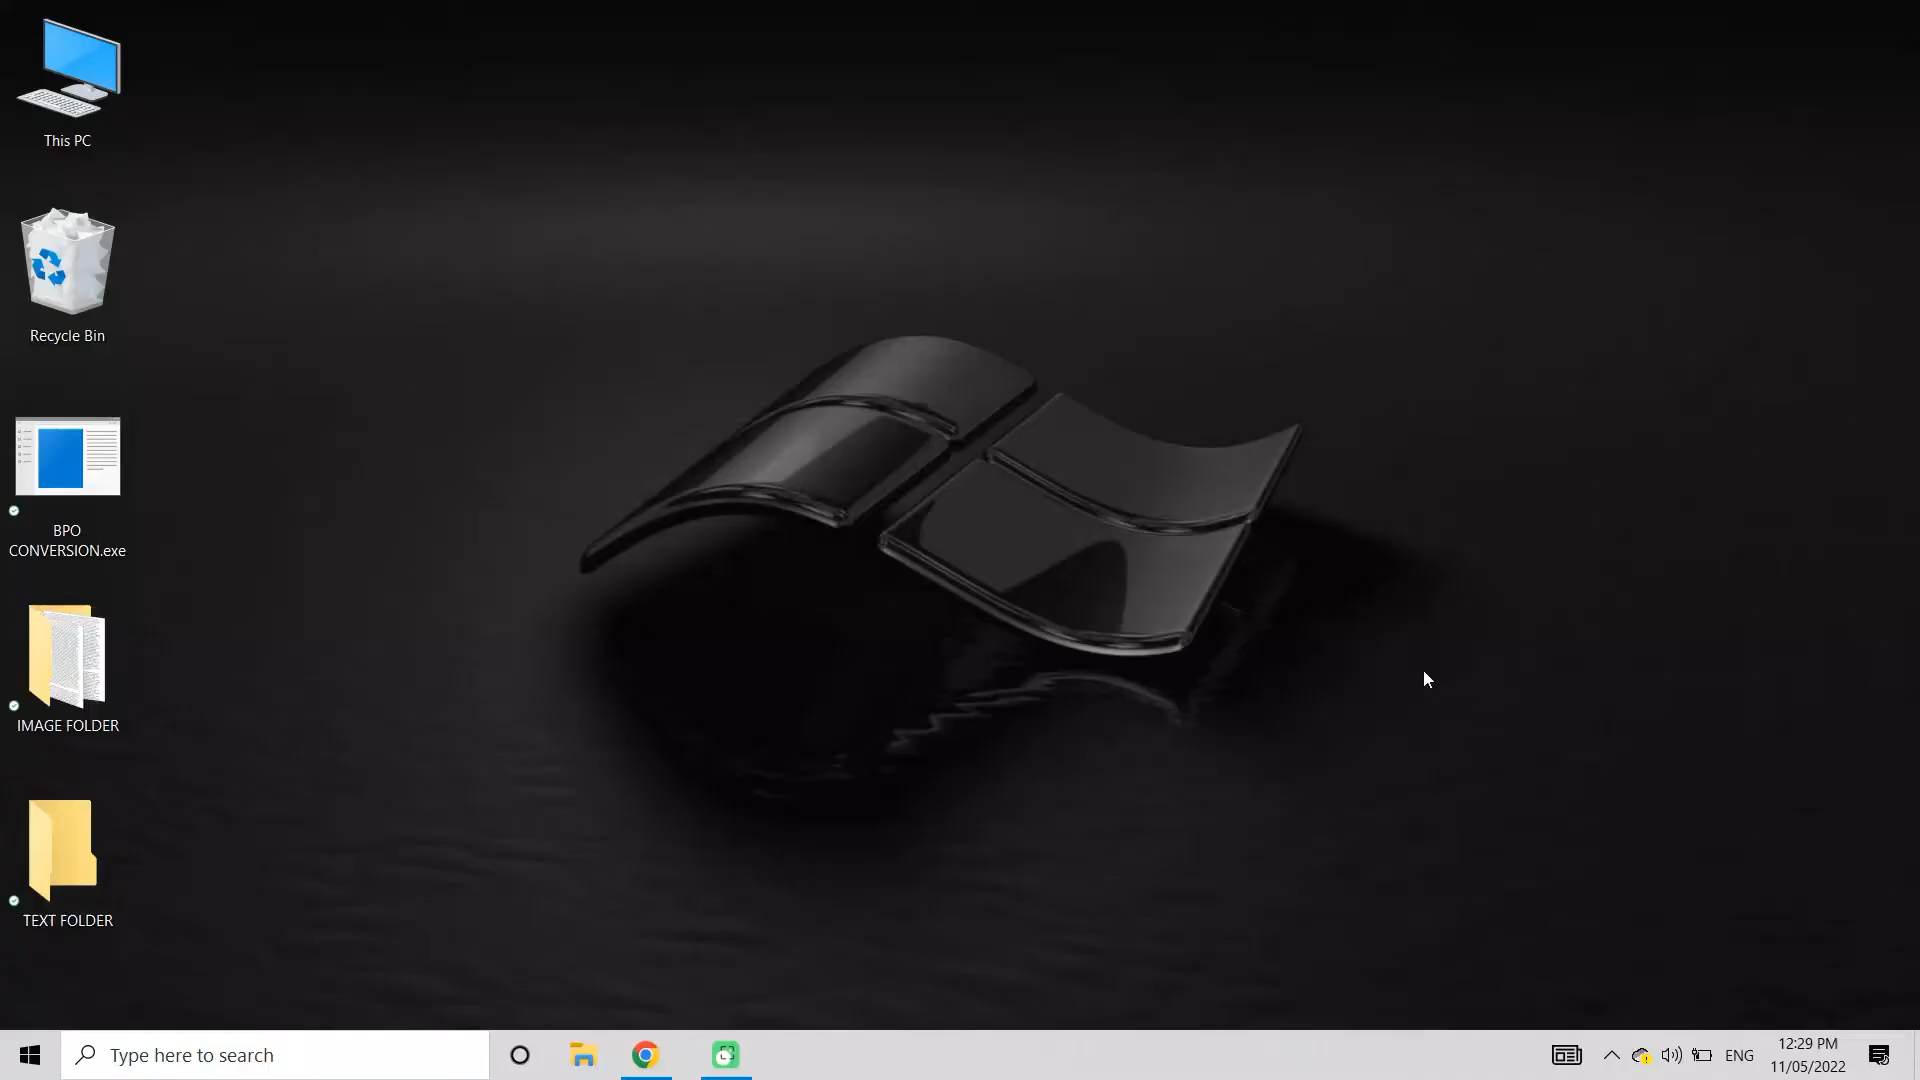 This PC
Recycle Bin
BPO
CONVERSION.exe
IMAGE FOLDER
TEXT FOLDER
Type here to search
ENG
12:29 PM
11/05/2022